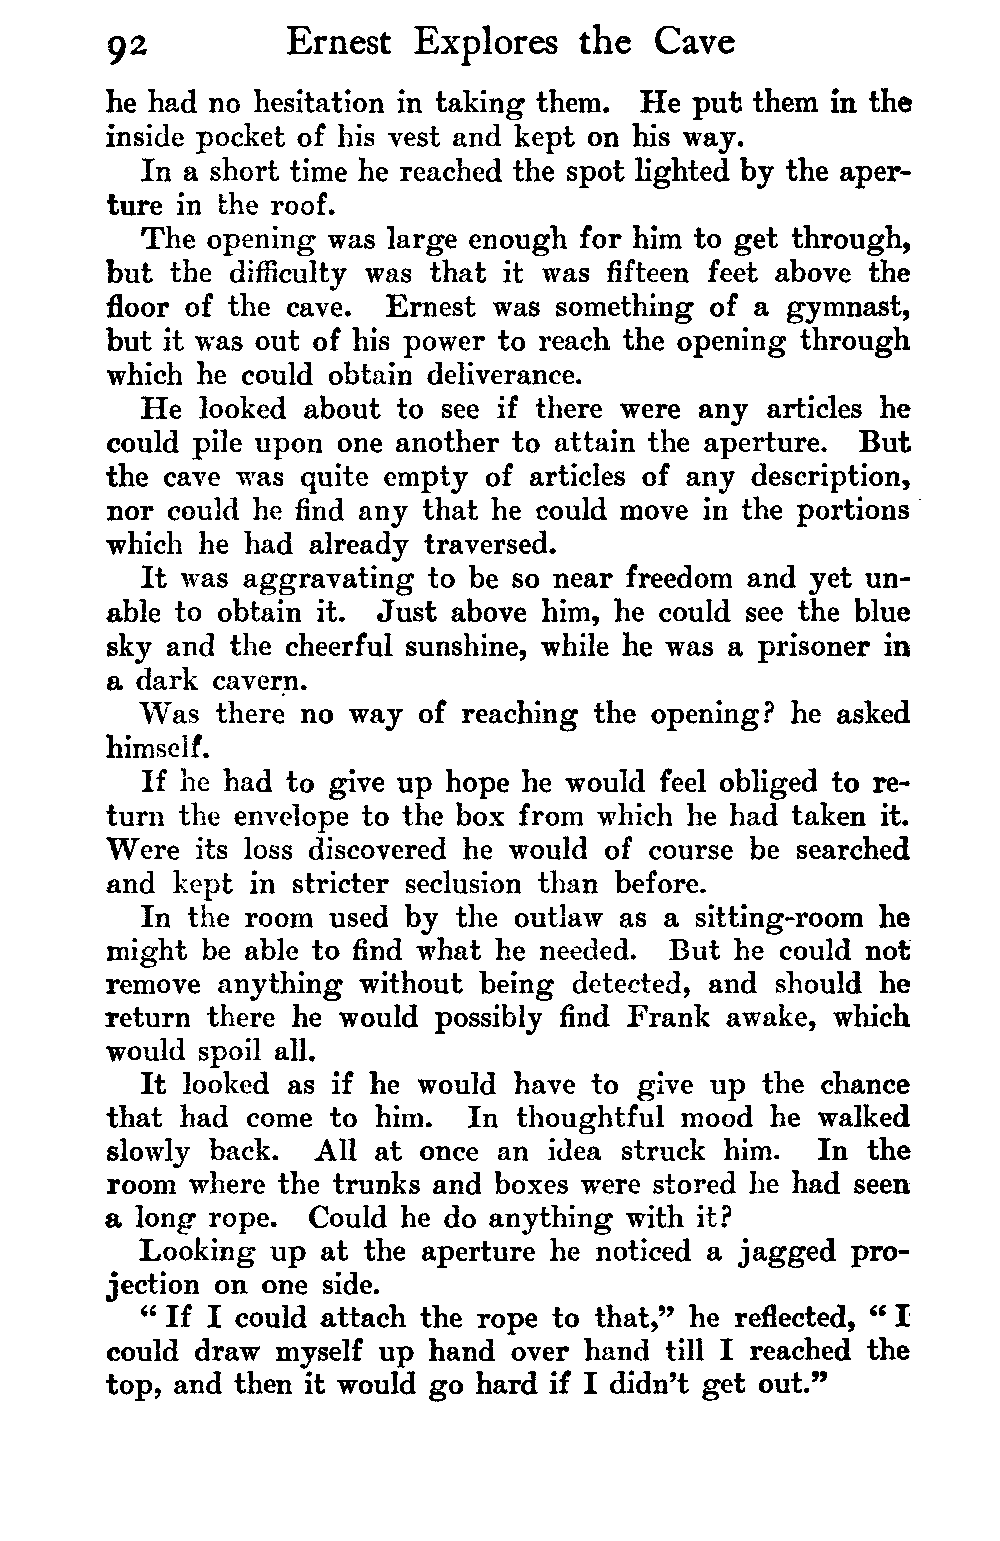 92 Ernest Explores the Cave
he had no hesitation in taking them. He put them in the
inside pocket of his vest and kept on his way.
In a short time he reached the spot lighted by the aper-
ture in the roof.
The opening was large enough for him to get through,
but the difficulty was that it was fifteen feet above the
floor of the cave. Ernest was something of a gymnast,
but it was out of his power to reach the opening through
which he could obtain deliverance.
He looked about to see if there were any articles he
could pile upon one another to attain the aperture. But
the cave was quite empty of articles of any description,
nor could he find any that he could move in the portions
which he had already traversed.
It was aggravating to be so near freedom and yet un-
able to obtain it. Just above him, he could see the blue
sky and the cheerful sunshine, while he was a prisoner in
a dark cavern.
Was there no way of reaching the opening? he asked
himself.
If he had to give up hope he would feel obliged to re-
turn the envelope to the box from which he had taken it.
Were its loss discovered he would of course be searched
and kept in stricter seclusion than before.
In the room used by the outlaw as a sitting-room he
might be able to find what he needed. But he could not
remove anything without being detected, and should he
return there he would possibly find Frank awake, which
would spoil all.
It looked as if he would have to give up the chance
that had come to him. In thoughtful mood he walked
slowly back. All at once an idea struck him. In the
room where the trunks and boxes were stored he had seen
a long rope. Could he do anything with it?
Looking up at the aperture he noticed a jagged pro-
jection on one side.
“ If I could attach the rope to that,” he reflected, “ I
could draw myself up hand over hand till I reached the
top, and then it would go hard if I didn’t get out.”